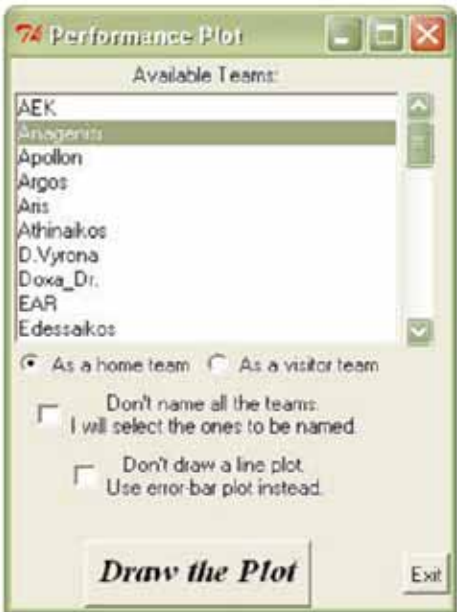 74 Performance Plot
Available Teams:
AEK
Anagenisi
Apollon
Argos
Aris
Athinaikos
D.Vyrona
Doxa_Dr.
EAR
Edessaikos
As a home team As a visitor team
Don't name all the teams.
I will select the ones to be named.
Don't draw a line plot.
Use error-bar plot instead.
Draw the Plot
Exit